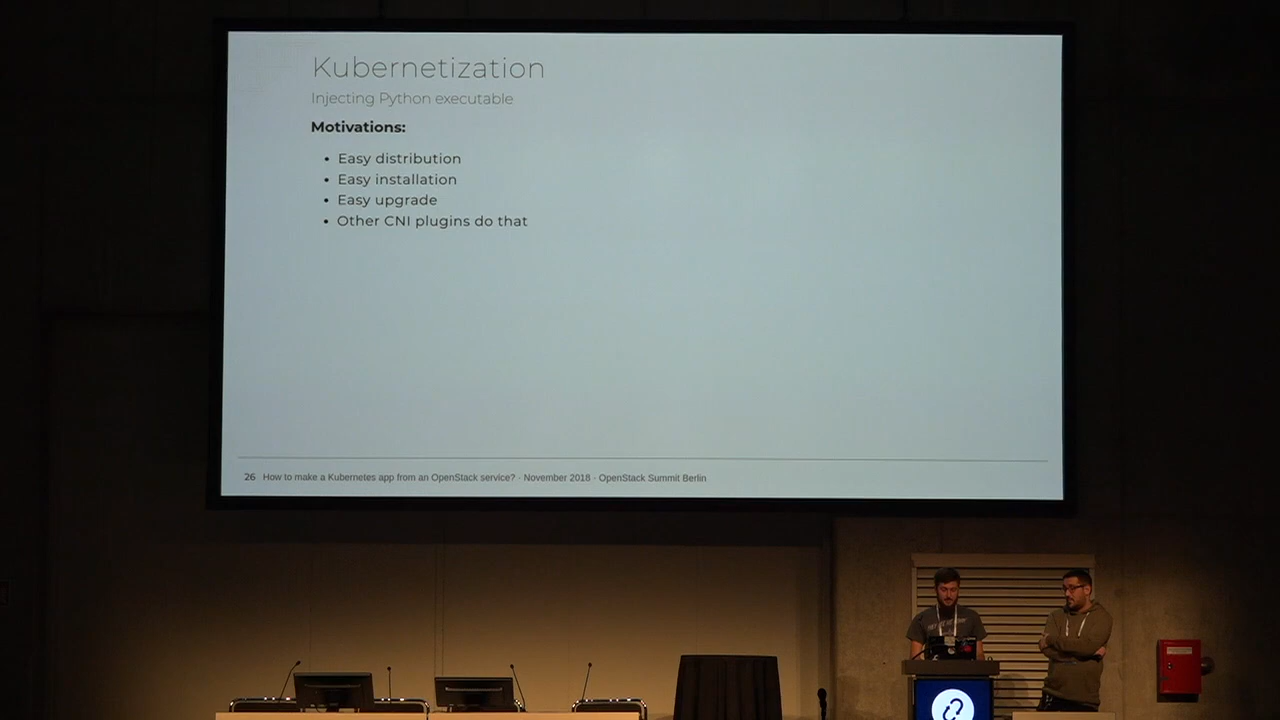 Kubernetization
Injecting Python executable
Motivations:
• Easy distribution
• Easy installation
• Easy upgrade
• Other CNI plugins do that
26 How to make a Kubernetes app from an OpenStack service? · November 2018 · OpenStack Summit Berlin